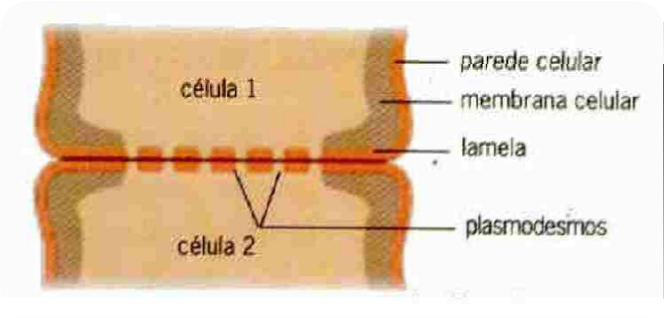 célula 1
parede celular
membrana celular
lamela
plasmodesmos
célula 2